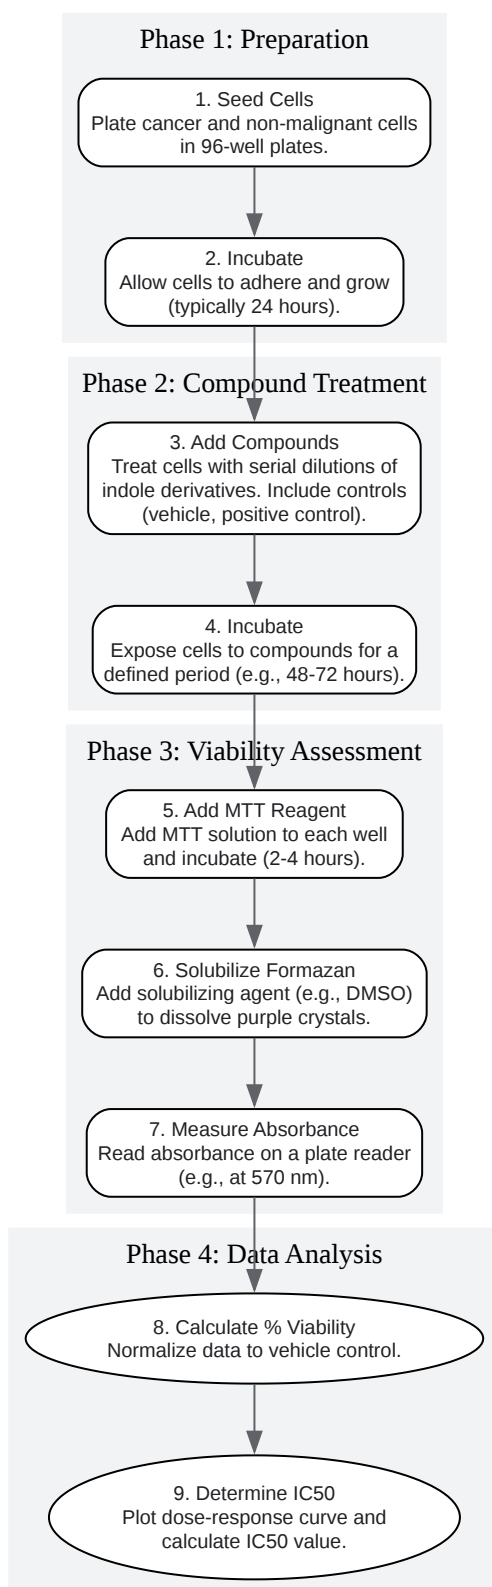 Phase 1: Preparation
1. Seed Cells
Plate cancer and non-malignant cells
in 96-well plates.
2. Incubate
Allow cells to adhere and grow
(typically 24 hours).
Phase 2: Compound Treatment
3. Add Compounds
Treat cells with serial dilutions of
indole derivatives. Include controls
(vehicle, positive control).
4. Incubate
Expose cells to compounds for a
defined period (e.g., 48-72 hours).
Phase 3: Viability Assessment
5. Add MTT Reagent
Add MTT solution to each well
and incubate (2-4 hours).
6. Solubilize Formazan
Add solubilizing agent (e.g., DMSO)
to dissolve purple crystals.
7. Measure Absorbance
Read absorbance on a plate reader
(e.g., at 570 nm).
Phase 4: Data Analysis
8. Calculate % Viability
Normalize data to vehicle control.
9. Determine IC50
Plot dose-response curve and
calculate IC50 value.